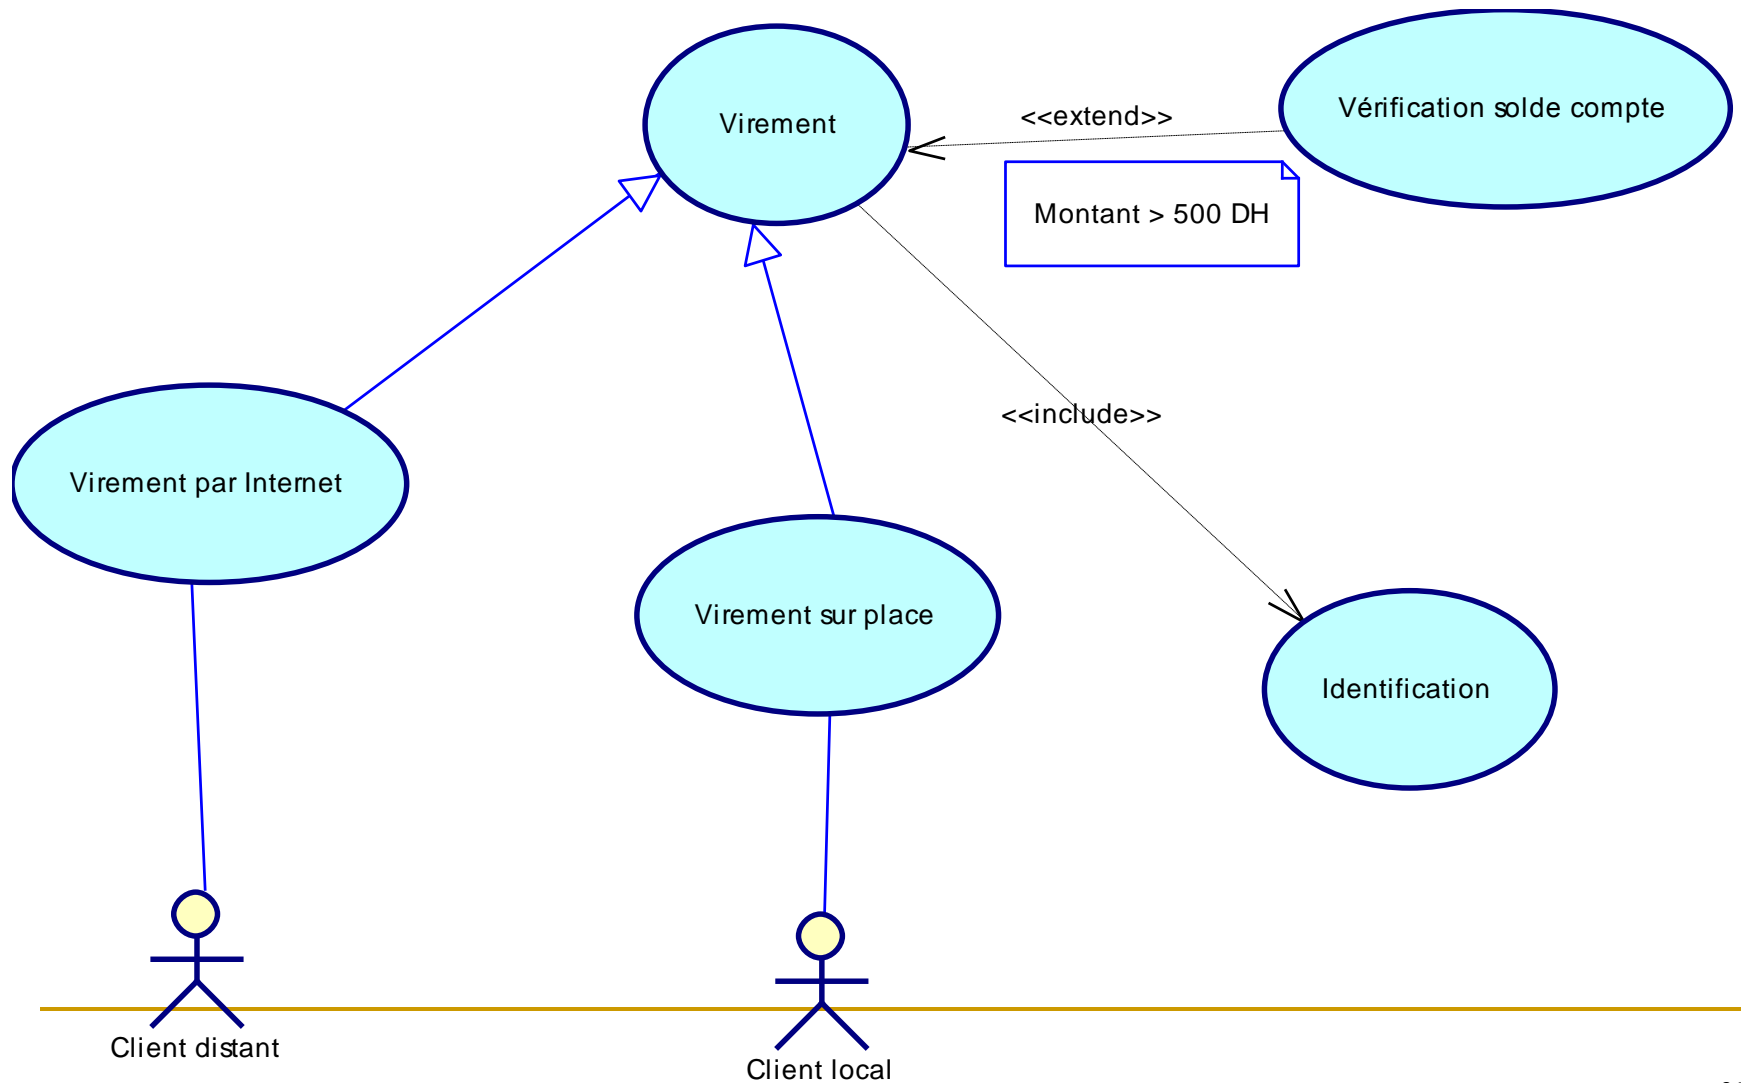 Virement
<<extend>>
Vérification solde compte
Montant > 500 DH
<<include>>
Virement par Internet
Virement sur place
Identification
Client distant
Client local